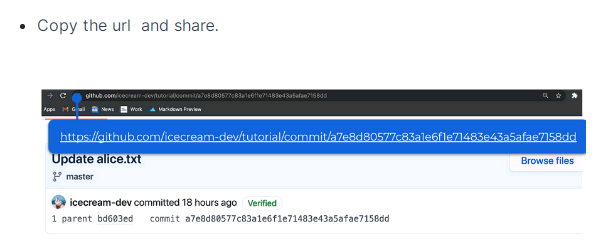 Copy the url and share.
github.com/icecream-dev/tutorial/commit/a7e8d80577c83a1e6f1e71483e43a5afae7158dd
Apps Gmail News Work Markdown Preview
https://github.com/icecream-dev/tutorial/commit/a7e8d80577c83a1e6f1e71483e43a5afae7158dd
Update alice.txt
Browse files
master
icecream-dev committed 18 hours ago Verified
1 parent bd603ed commit a7e8d80577c83a1e6f1e71483e43a5afae7158dd